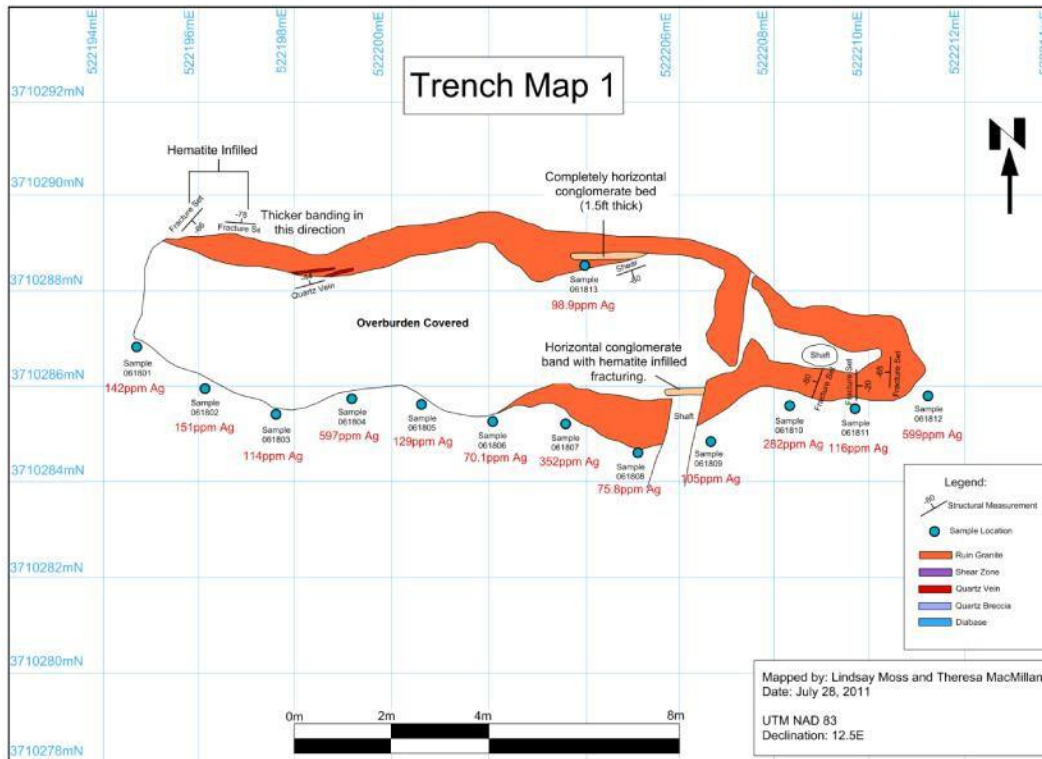 522194mE
522196mE
522198mE
522200mE
522206mE
522208mE
522210mE
522212mE
Trench Map 1
3710292mN
3710290mN
3710288mN
3710286mN
3710284mN
3710282mN
3710280mN
3710278mN
N
Hematite Infilled
Fracture Set
-86
-78
Fracture Set
Thicker banding in
this direction
Completely horizontal
conglomerate bed
(1.5ft thick)
Quartz Vein
Sample
061813
98.9ppm Ag
Shear
-80
Overburden Covered
Horizontal conglomerate
band with hematite infilled
fracturing.
Shaft
Shaft
-80
Fracture Set
Fracture Set
-20
-65
Fracture Set
Sample
061801
142ppm Ag
Sample
061802
151ppm Ag
Sample
061803
114ppm Ag
Sample
061804
597ppm Ag
Sample
061805
129ppm Ag
Sample
061806
70.1ppm Ag
Sample
061807
352ppm Ag
Sample
061808
75.8ppm Ag
Sample
061809
105ppm Ag
Sample
061810
282ppm Ag
Sample
061811
116ppm Ag
Sample
061812
599ppm Ag
Legend:
-80
Structural Measurement
Sample Location
Ruin Granite
Shear Zone
Quartz Vein
Quartz Breccia
Diabase
0m
2m
4m
8m
Mapped by: Lindsay Moss and Theresa MacMillan
Date: July 28, 2011
UTM NAD 83
Declination: 12.5E